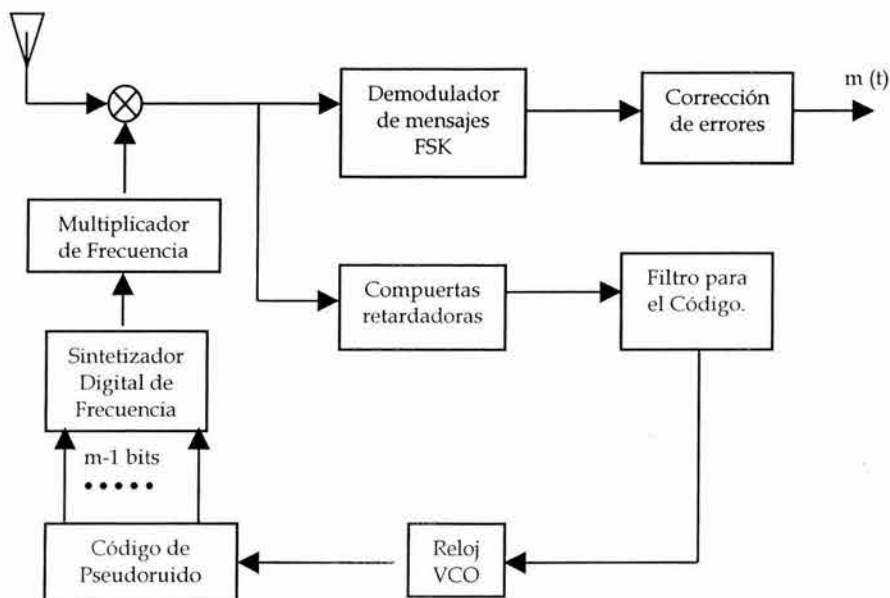 Demodulador
de mensajes
FSK
Corrección
de errores
m (t)
Multiplicador
de Frecuencia
Compuertas
retardadoras
Filtro para
el Código.
Sintetizador
Digital de
Frecuencia
m-1 bits
Código de
Pseudoruido
Reloj
VCO